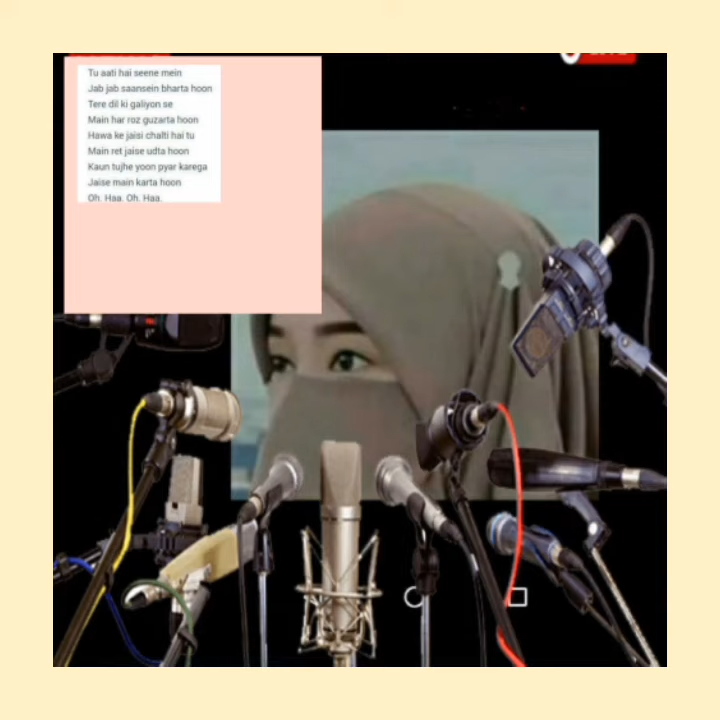 Tu aati hai seene mein
Jab jab saansein bharta hoon
Tere dil ki galiyon se
Main har roz guzarta hoon
Hawa ke jaisi chalti hai tu
Main ret jaise udta hoon
Kaun tujhe yoon pyar karega
Jaise main karta hoon
Oh. Haa. Oh. Haa.